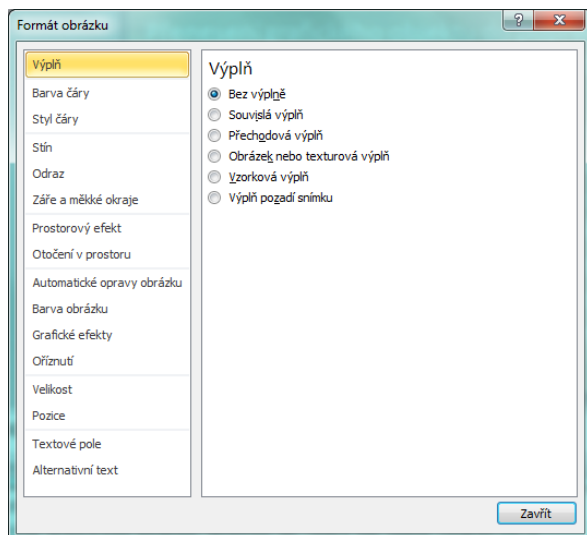 Formát obrázku
Výplň
Barva čáry
Styl čáry
Stín
Odraz
Záře a měkké okraje
Prostorový efekt
Otočení v prostoru
Automatické opravy obrázku
Barva obrázku
Grafické efekty
Oříznutí
Velikost
Pozice
Textové pole
Alternativní text
Výplň
Bez výplně
Souvislá výplň
Přechodová výplň
Obrázek nebo texturová výplň
Vzorková výplň
Výplň pozadí snímku
Zavřít